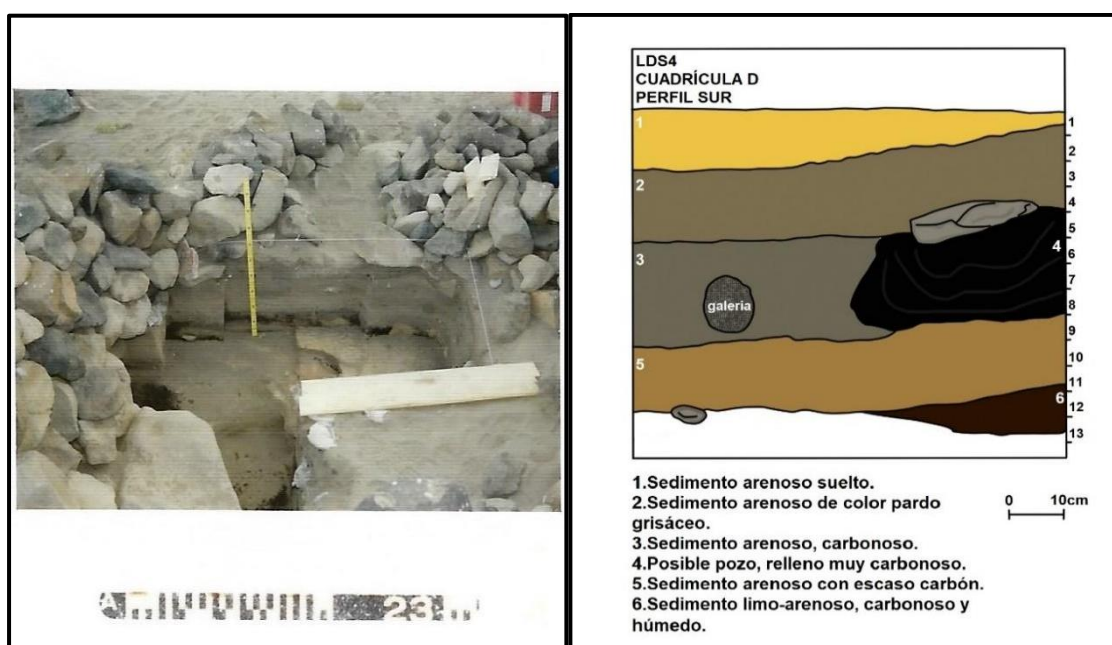 A
23
LDS4
CUADRÍCULA D
PERFIL SUR
1
2
3
4
5
6
galeria
1
2
3
4
5
6
7
8
9
10
11
12
13
1.Sedimento arenoso suelto.
2.Sedimento arenoso de color pardo
grisáceo.
3.Sedimento arenoso, carbonoso.
4.Posible pozo, relleno muy carbonoso.
5.Sedimento arenoso con escaso carbón.
6.Sedimento limo-arenoso, carbonoso y
húmedo.
0 10cm